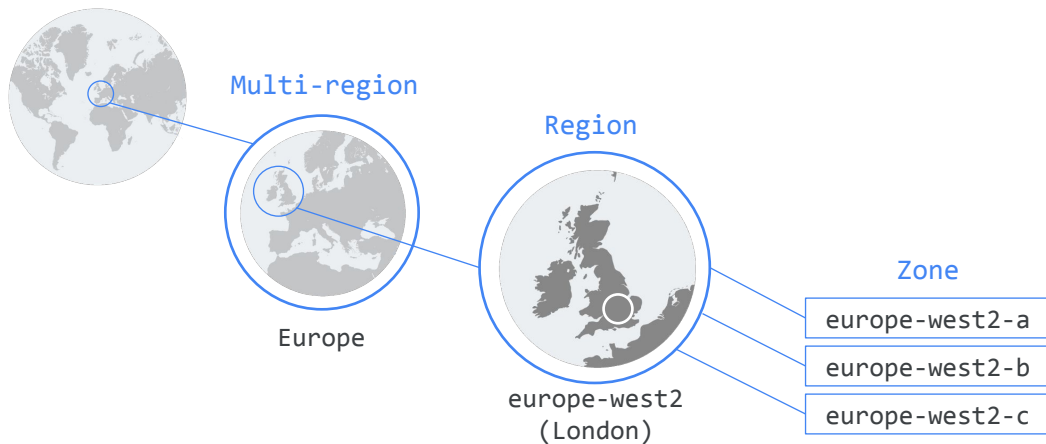 Multi-region
Europe
Region
europe-west2
(London)
Zone
europe-west2-a
europe-west2-b
europe-west2-c